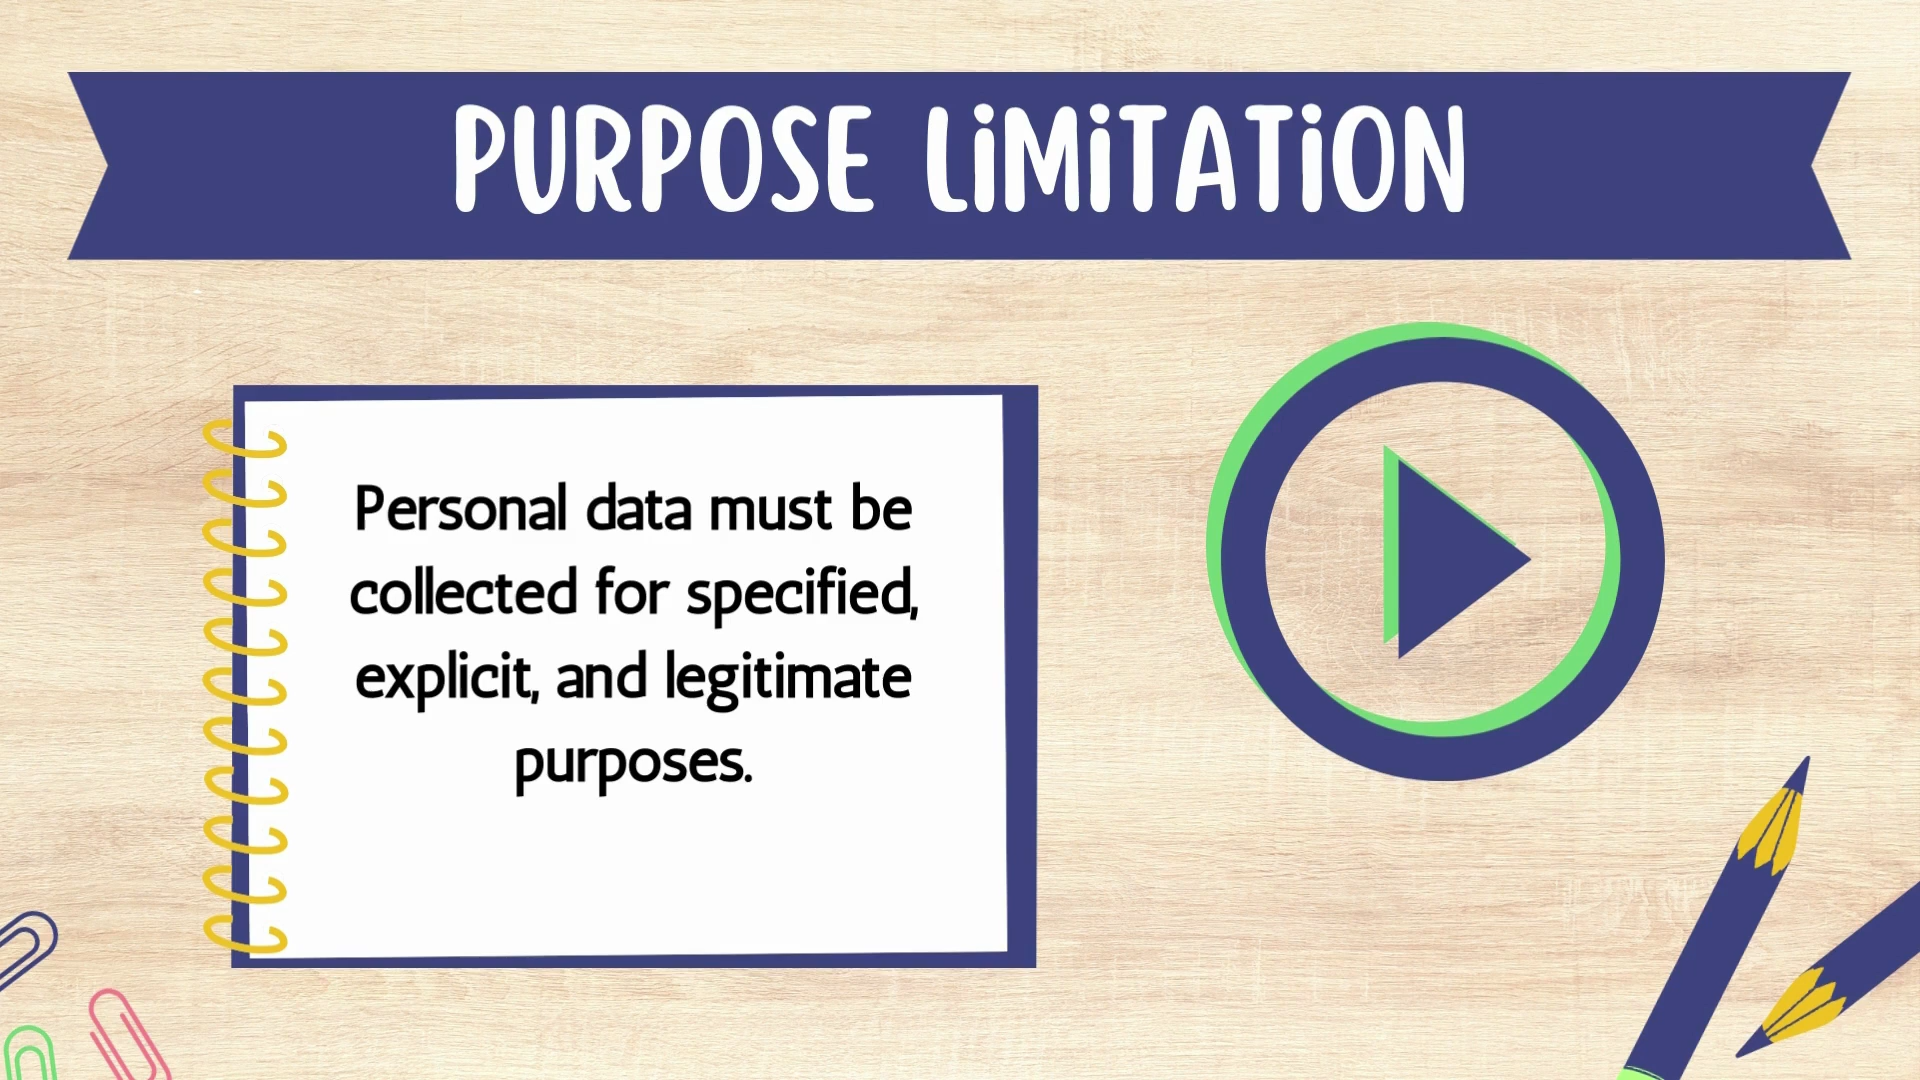 PURPOSE LiMiTATiON
Personal data must be
collected for specified,
explicit, and legitimate
purposes.